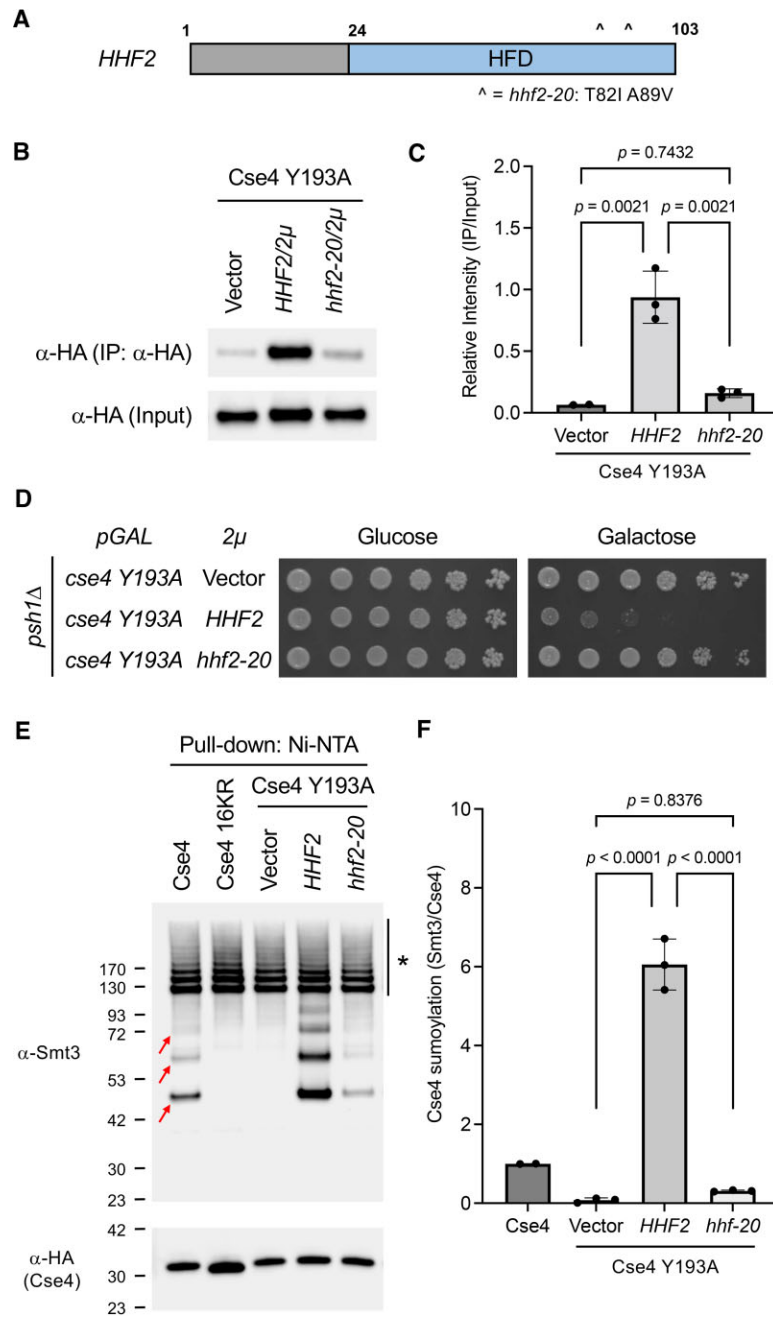 A
1 24 ^ ^ 103
HHF2 HFD
^ = hhf2-20: T82I A89V
B
Cse4 Y193A
Vector
HHF2/2µ
hhf2-20/2µ
α-HA (IP: α-HA)
α-HA (Input)
C
Relative Intensity (IP/Input)
2.0
1.5
1.0
0.5
0.0
p = 0.7432
p = 0.0021 p = 0.0021
Vector HHF2 hhf2-20
Cse4 Y193A
D
pGAL 2µ Glucose Galactose
psh1Δ
cse4 Y193A Vector
cse4 Y193A HHF2
cse4 Y193A hhf2-20
E
Pull-down: Ni-NTA
Cse4 Y193A
Cse4
Cse4 16KR
Vector
HHF2
hhf2-20
*
α-Smt3
170
130
93
72
53
42
30
23
α-HA
(Cse4)
42
30
23
F
Cse4 sumoylation (Smt3/Cse4)
10
8
6
4
2
0
p = 0.8376
p < 0.0001 p < 0.0001
Cse4 Vector HHF2 hhf-20
Cse4 Y193A